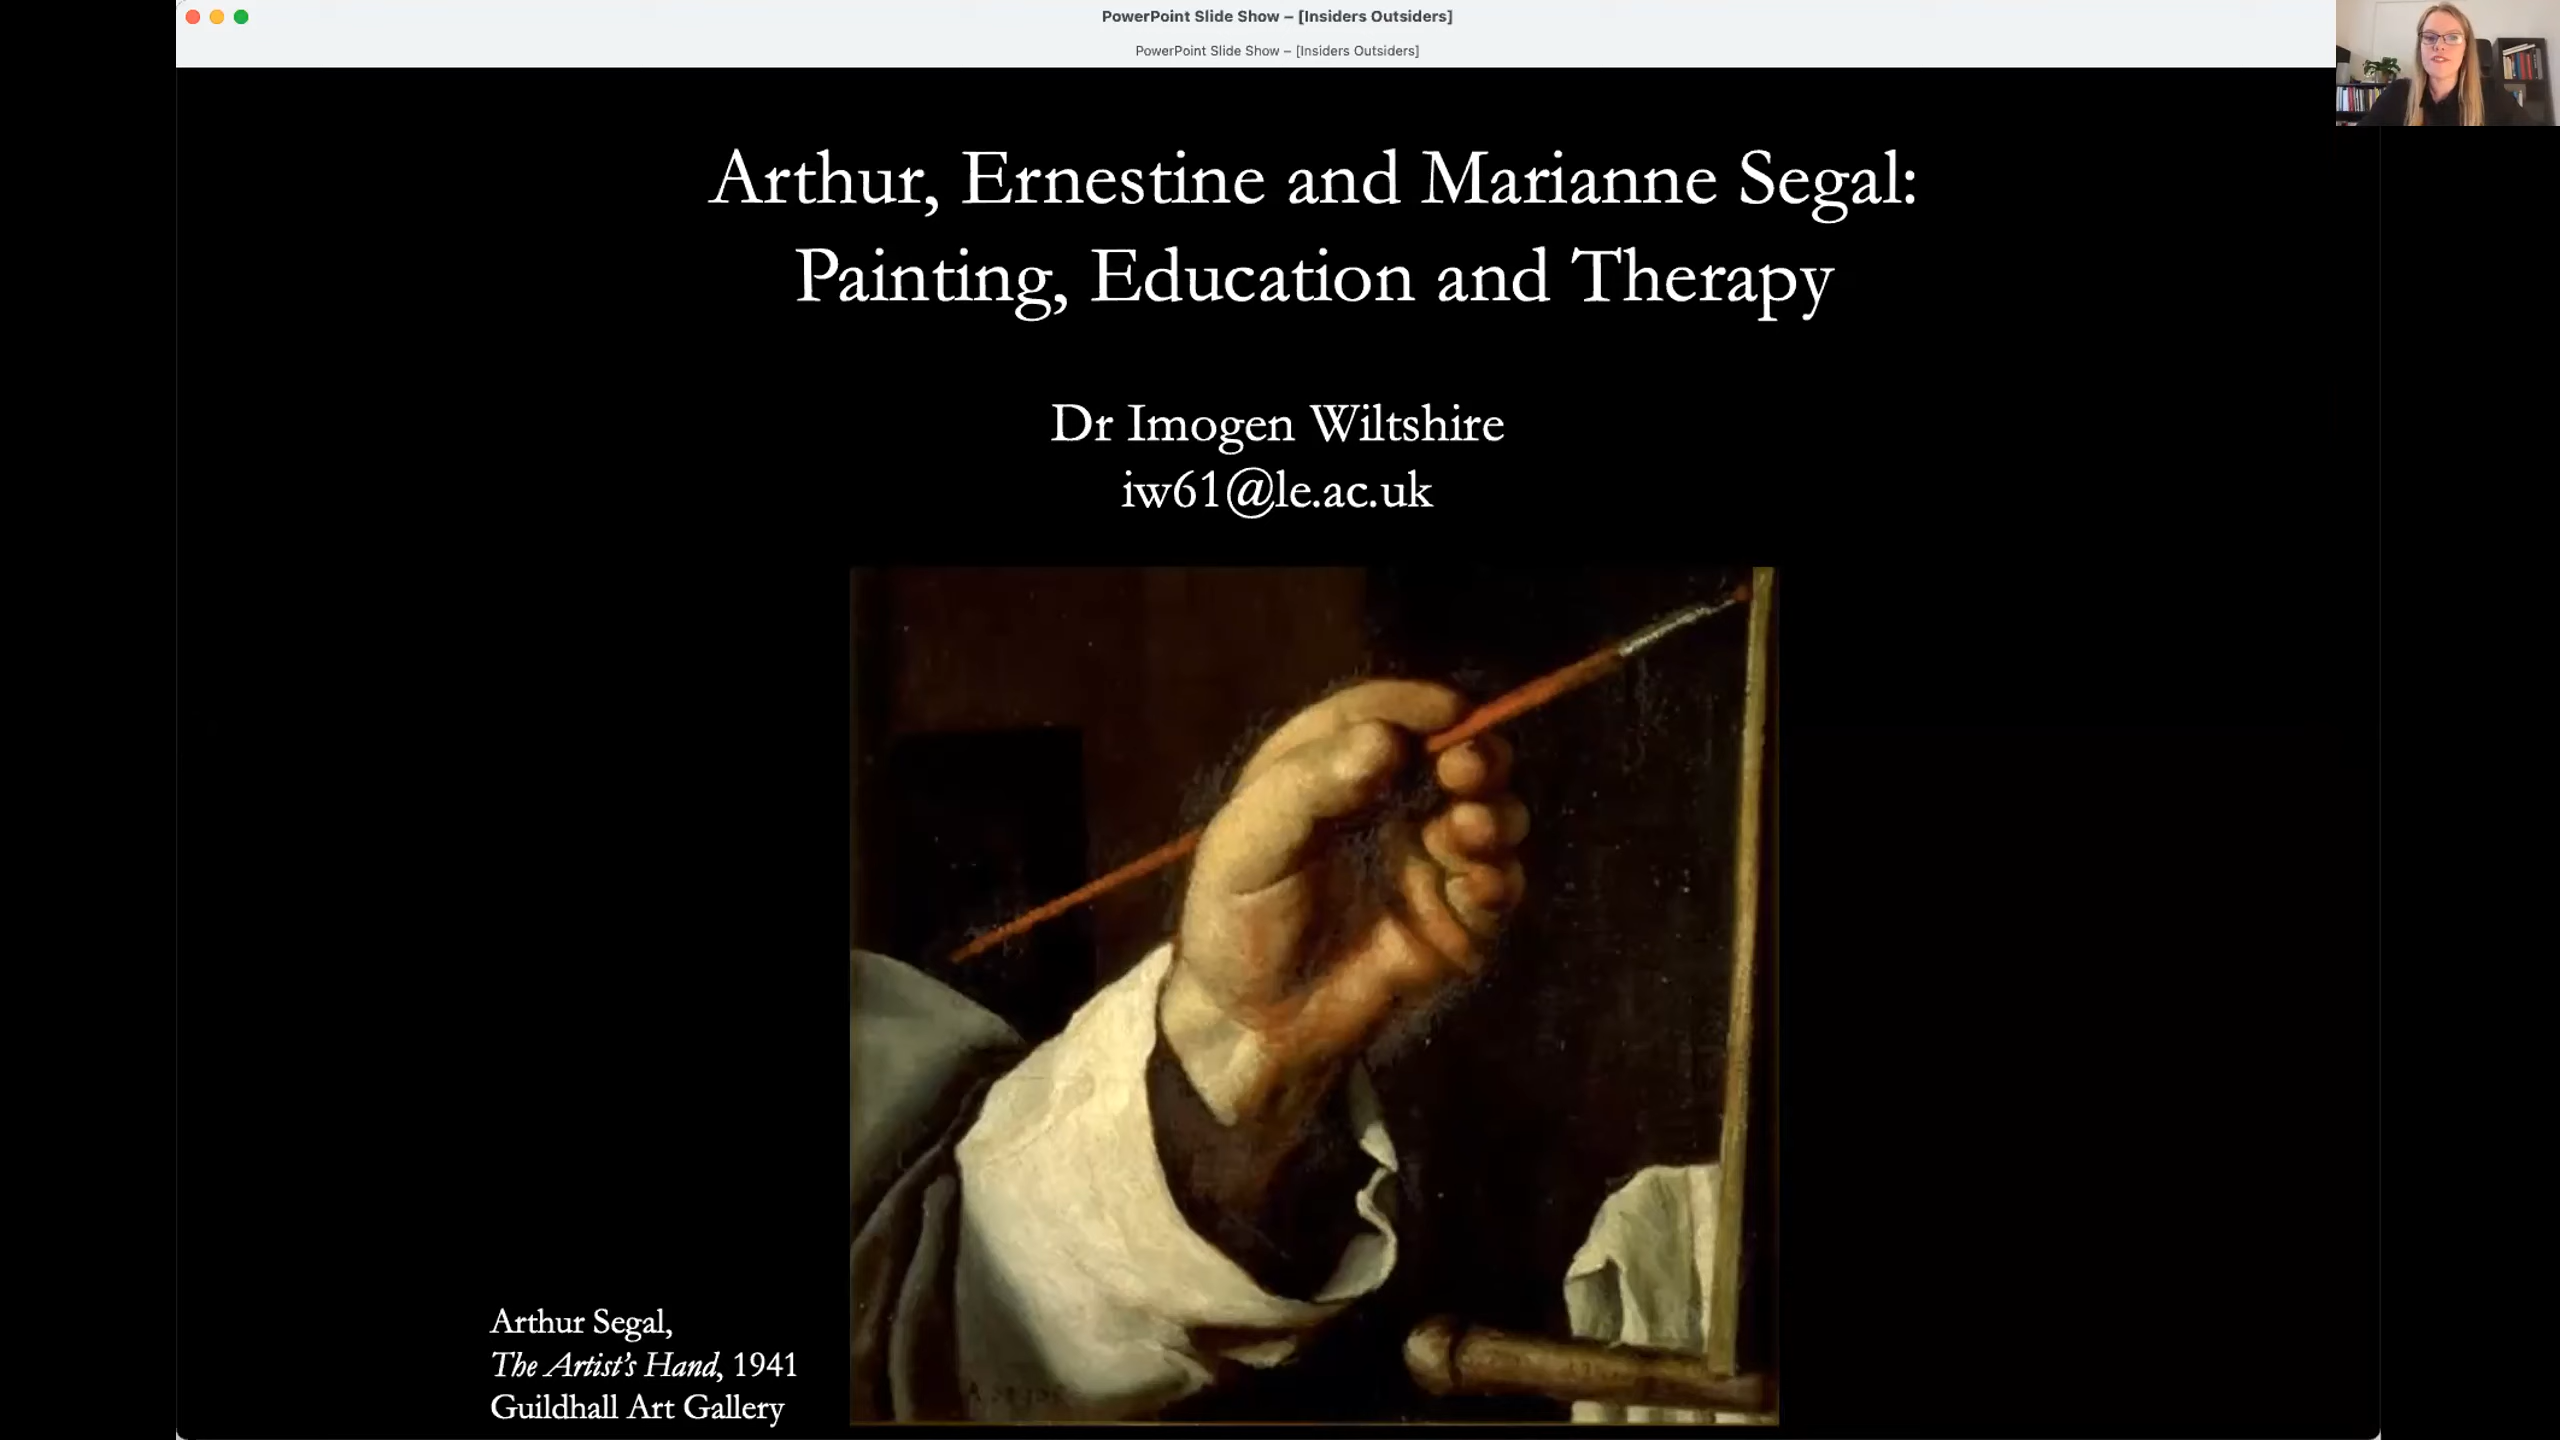 PowerPoint Slide Show – [Insiders Outsiders]
PowerPoint Slide Show – [Insiders Outsiders]
Arthur, Ernestine and Marianne Segal:
Painting, Education and Therapy
Dr Imogen Wiltshire
iw61@le.ac.uk
Arthur Segal,
The Artist's Hand, 1941
Guildhall Art Gallery